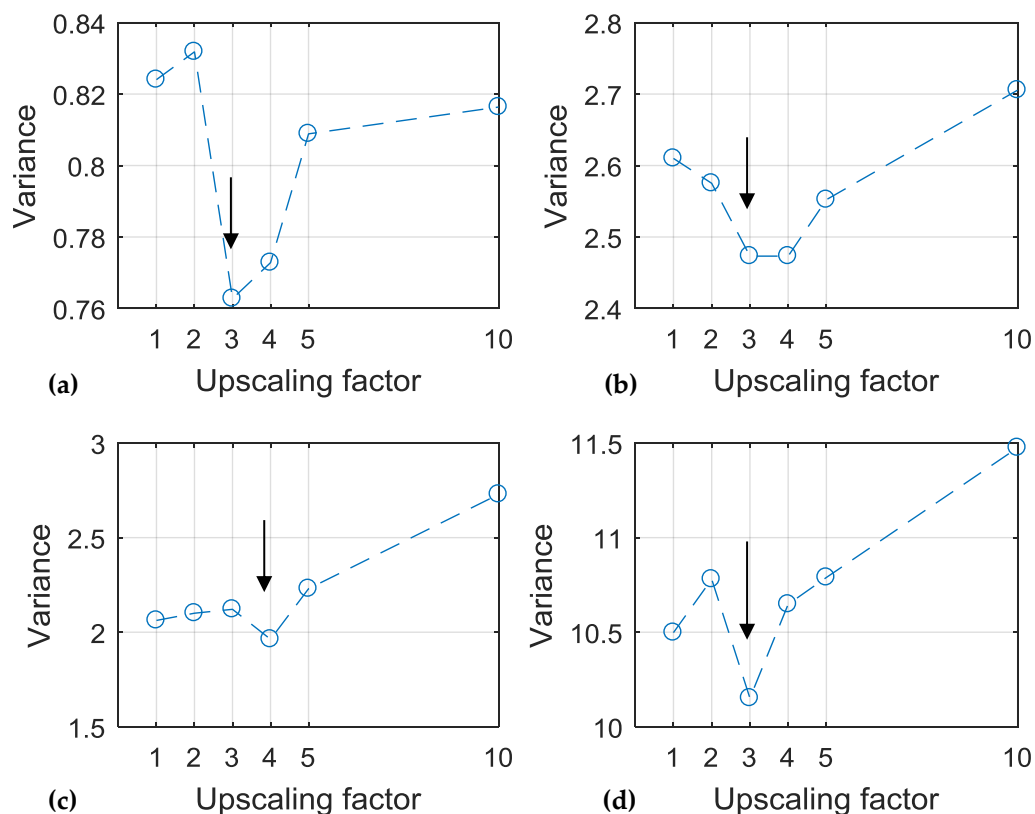 0.84
0.82
0.8
0.78
0.76
Variance
1 2 3 4 5 10
(a) Upscaling factor
2.8
2.7
2.6
2.5
2.4
Variance
1 2 3 4 5 10
(b) Upscaling factor
3
2.5
2
1.5
Variance
1 2 3 4 5 10
(c) Upscaling factor
11.5
11
10.5
10
Variance
1 2 3 4 5 10
(d) Upscaling factor